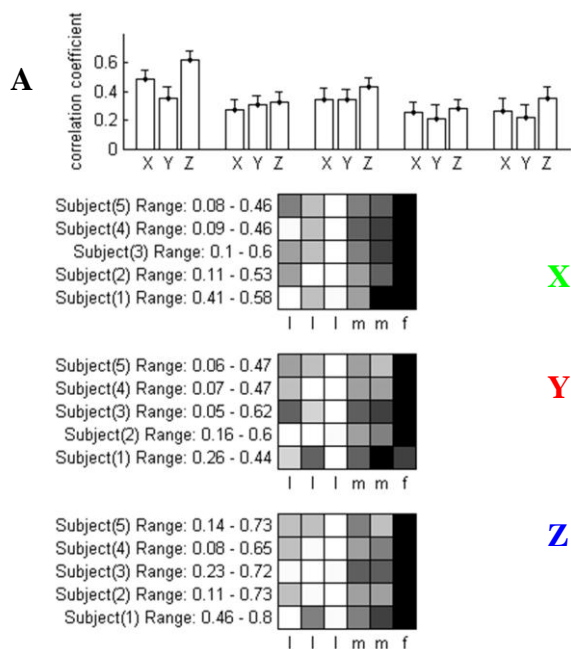 A
correlation coefficient
0.6
0.4
0.2
0
X Y Z X Y Z X Y Z X Y Z X Y Z
Subject(5) Range: 0.08 - 0.46
Subject(4) Range: 0.09 - 0.46
Subject(3) Range: 0.1 - 0.6
Subject(2) Range: 0.11 - 0.53
Subject(1) Range: 0.41 - 0.58
l l l m m f
X
Subject(5) Range: 0.06 - 0.47
Subject(4) Range: 0.07 - 0.47
Subject(3) Range: 0.05 - 0.62
Subject(2) Range: 0.16 - 0.6
Subject(1) Range: 0.26 - 0.44
l l l m m f
Y
Subject(5) Range: 0.14 - 0.73
Subject(4) Range: 0.08 - 0.65
Subject(3) Range: 0.23 - 0.72
Subject(2) Range: 0.11 - 0.73
Subject(1) Range: 0.46 - 0.8
l l l m m f
Z